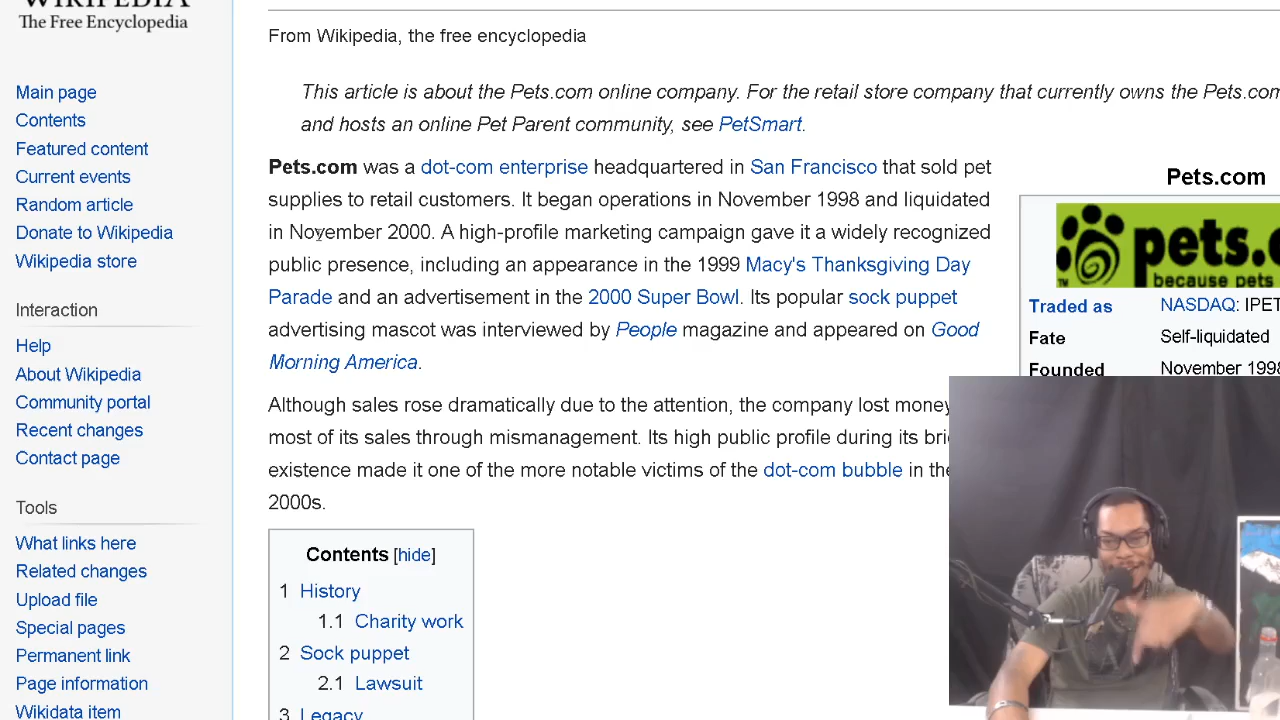 WIKIPEDIA
The Free Encyclopedia
Main page
Contents
Featured content
Current events
Random article
Donate to Wikipedia
Wikipedia store
Interaction
Help
About Wikipedia
Community portal
Recent changes
Contact page
Tools
What links here
Related changes
Upload file
Special pages
Permanent link
Page information
Wikidata item
From Wikipedia, the free encyclopedia
This article is about the Pets.com online company. For the retail store company that currently owns the Pets.com
and hosts an online Pet Parent community, see PetSmart.
Pets.com was a dot-com enterprise headquartered in San Francisco that sold pet
supplies to retail customers. It began operations in November 1998 and liquidated
in November 2000. A high-profile marketing campaign gave it a widely recognized
public presence, including an appearance in the 1999 Macy's Thanksgiving Day
Parade and an advertisement in the 2000 Super Bowl. Its popular sock puppet
advertising mascot was interviewed by People magazine and appeared on Good
Morning America.
Although sales rose dramatically due to the attention, the company lost money
most of its sales through mismanagement. Its high public profile during its bri
existence made it one of the more notable victims of the dot-com bubble in the
2000s.
Contents [hide]
1 History
1.1 Charity work
2 Sock puppet
2.1 Lawsuit
3 Legacy
Pets.com
pets.c
because pets
TM
Traded as NASDAQ: IPET
Fate Self-liquidated
Founded November 1998